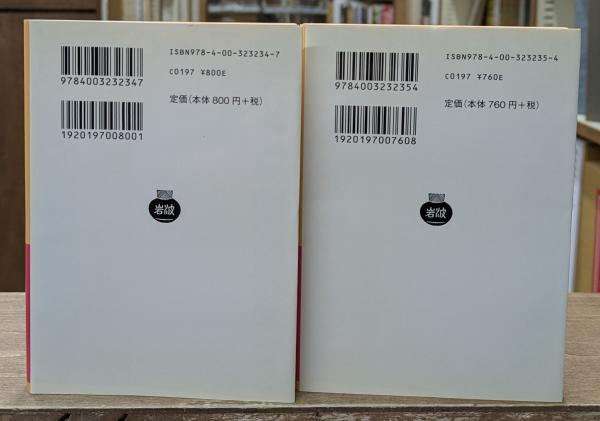 ISBN978-4-00-323234-7
C0197 ¥800E
9784003232347
定価(本体 800 円+税)
1920197008001
岩波
ISBN978-4-00-323235-4
C0197 ¥760E
9784003232354
定価(本体 760 円+税)
1920197007608
岩波